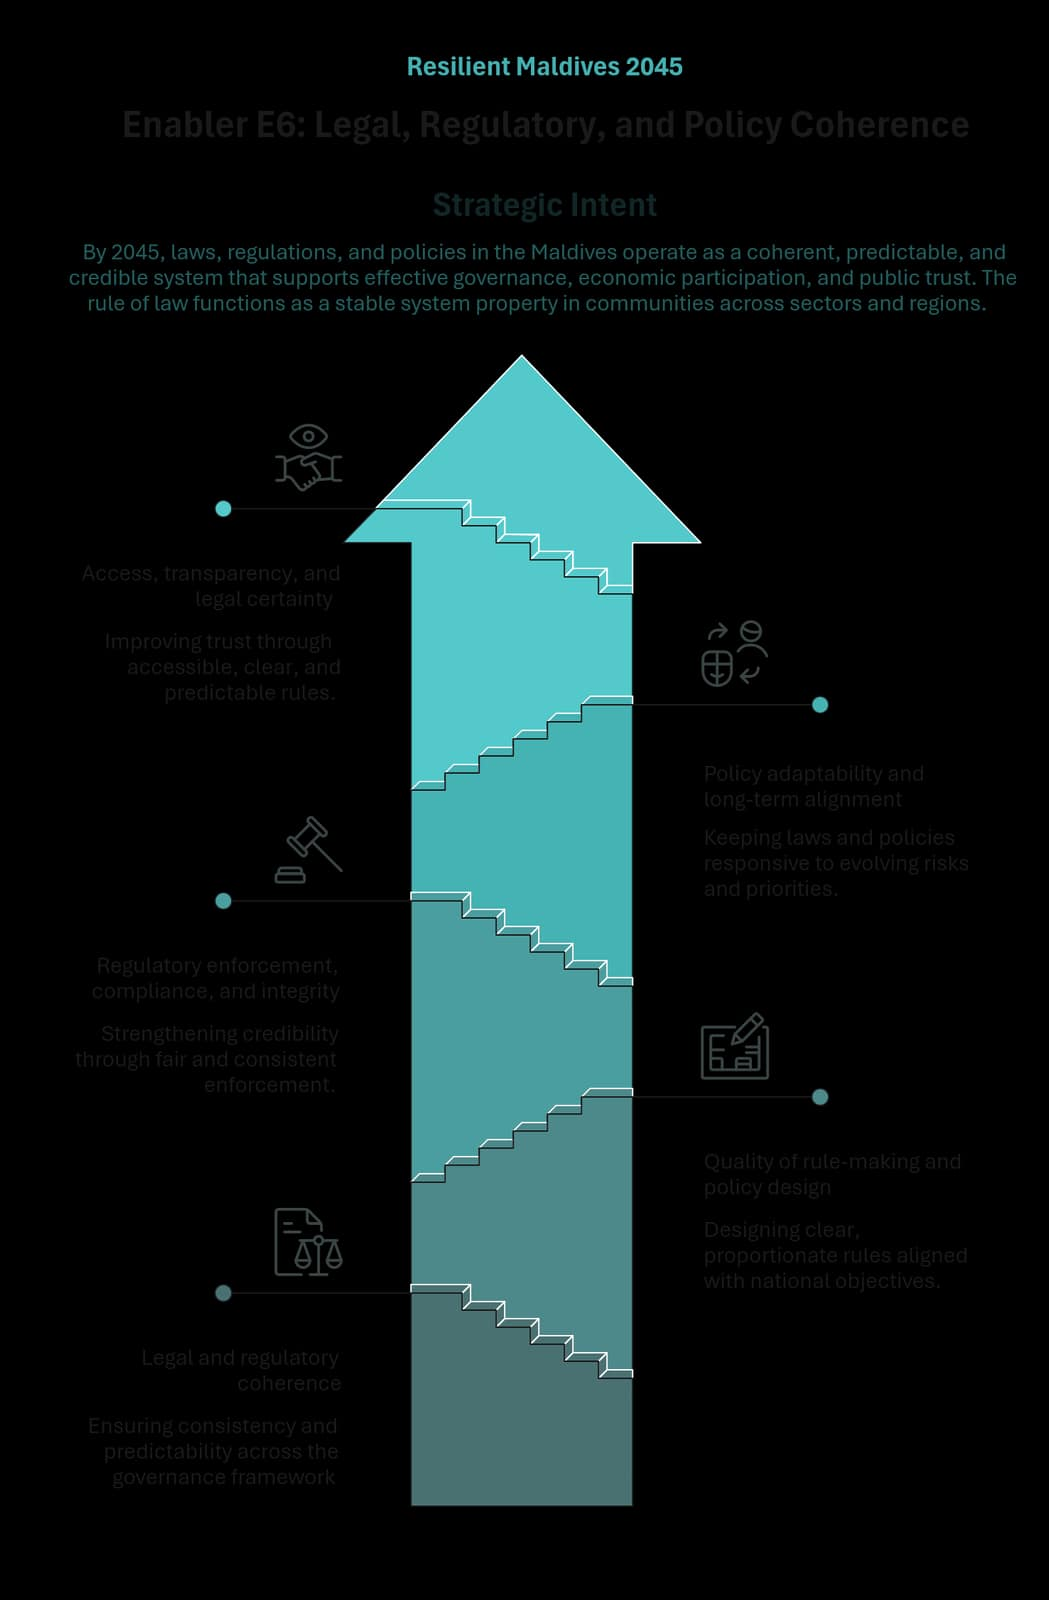 Resilient Maldives 2045
Enabler E6: Legal, Regulatory, and Policy Coherence
Strategic Intent
By 2045, laws, regulations, and policies in the Maldives operate as a coherent, predictable, and
credible system that supports effective governance, economic participation, and public trust. The
rule of law functions as a stable system property in communities across sectors and regions.
Access, transparency, and
legal certainty
Improving trust through
accessible, clear, and
predictable rules.
Policy adaptability and
long-term alignment
Keeping laws and policies
responsive to evolving risks
and priorities.
Regulatory enforcement,
compliance, and integrity
Strengthening credibility
through fair and consistent
enforcement.
Quality of rule-making and
policy design
Designing clear,
proportionate rules aligned
with national objectives.
Legal and regulatory
coherence
Ensuring consistency and
predictability across the
governance framework